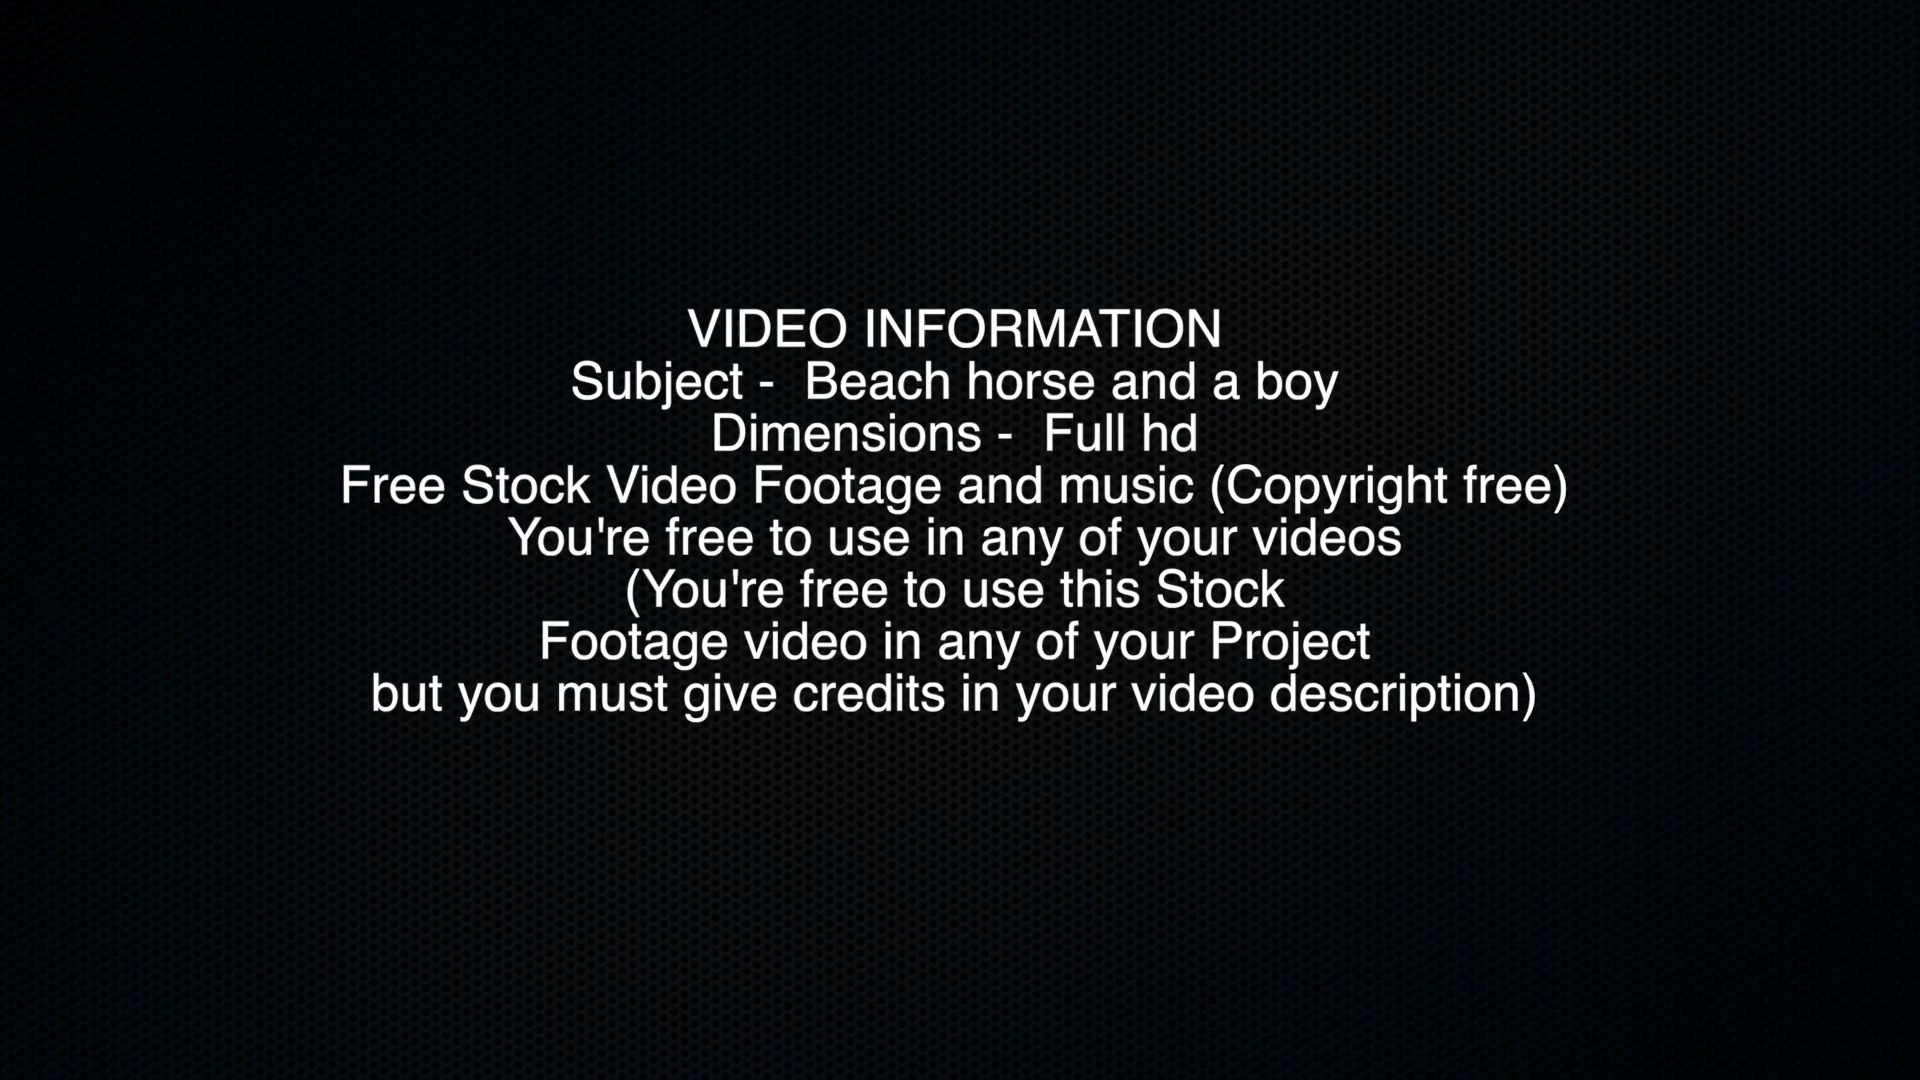 VIDEO INFORMATION
Subject -  Beach horse and a boy
Dimensions -  Full hd
Free Stock Video Footage and music (Copyright free)
You're free to use in any of your videos
(You're free to use this Stock
Footage video in any of your Project
but you must give credits in your video description)